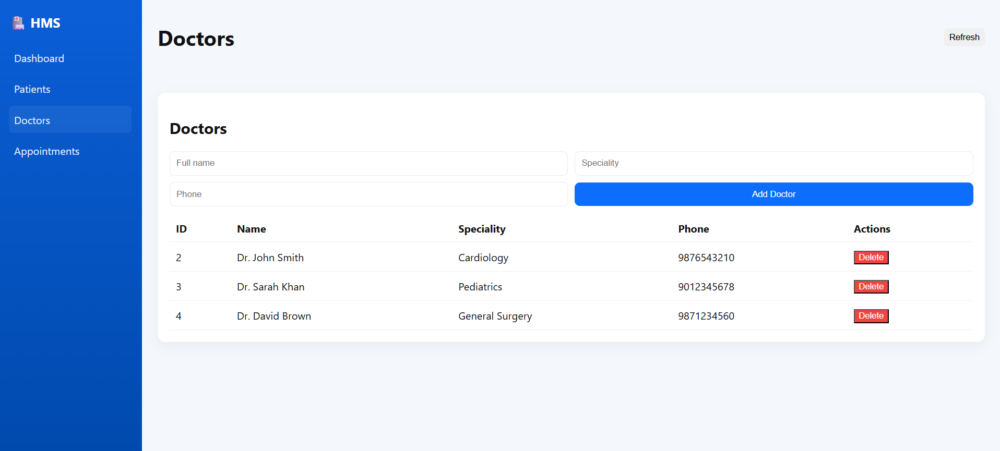 HMS
Dashboard
Patients
Doctors
Appointments
Doctors
Refresh
Doctors
Full name Speciality
Phone Add Doctor
ID Name Speciality Phone Actions
2 Dr. John Smith Cardiology 9876543210 Delete
3 Dr. Sarah Khan Pediatrics 9012345678 Delete
4 Dr. David Brown General Surgery 9871234560 Delete